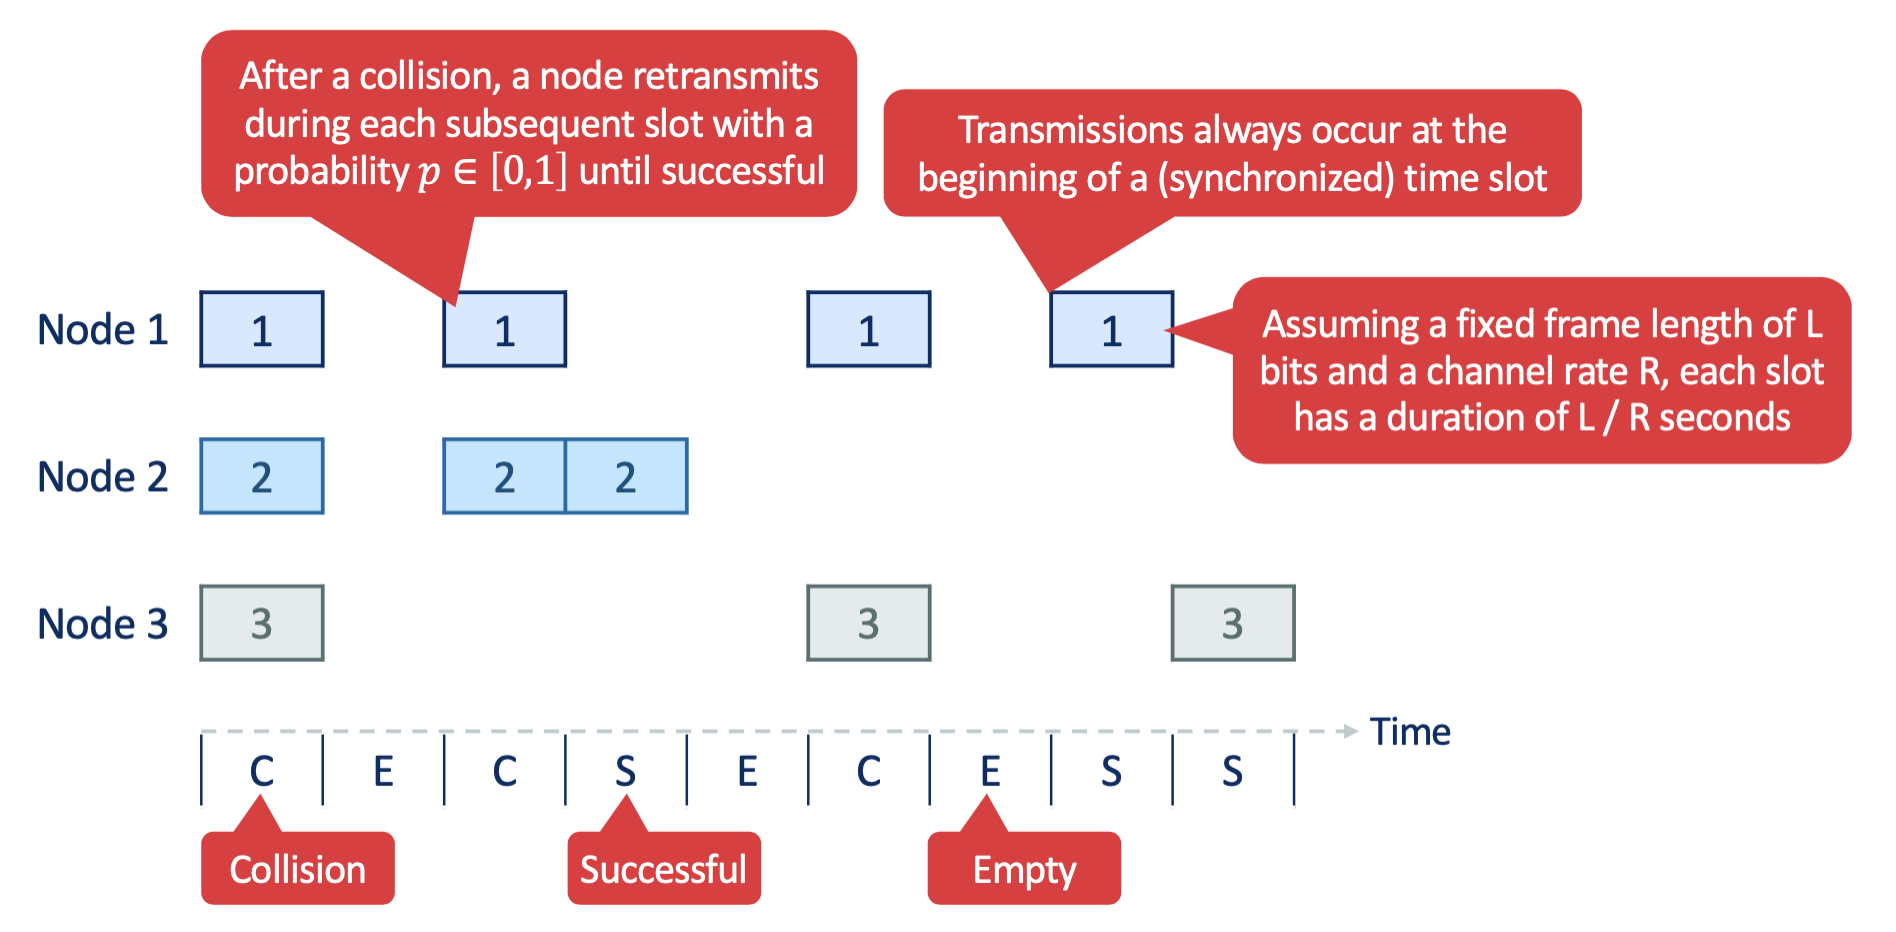 After a collision, a node retransmits
during each subsequent slot with a
probability p ∈ [0,1] until successful
Transmissions always occur at the
beginning of a (synchronized) time slot
Node 1
1
1
1
1
Assuming a fixed frame length of L
bits and a channel rate R, each slot
has a duration of L / R seconds
Node 2
2
2
2
Node 3
3
3
3
Time
C
E
C
S
E
C
E
S
S
Collision
Successful
Empty